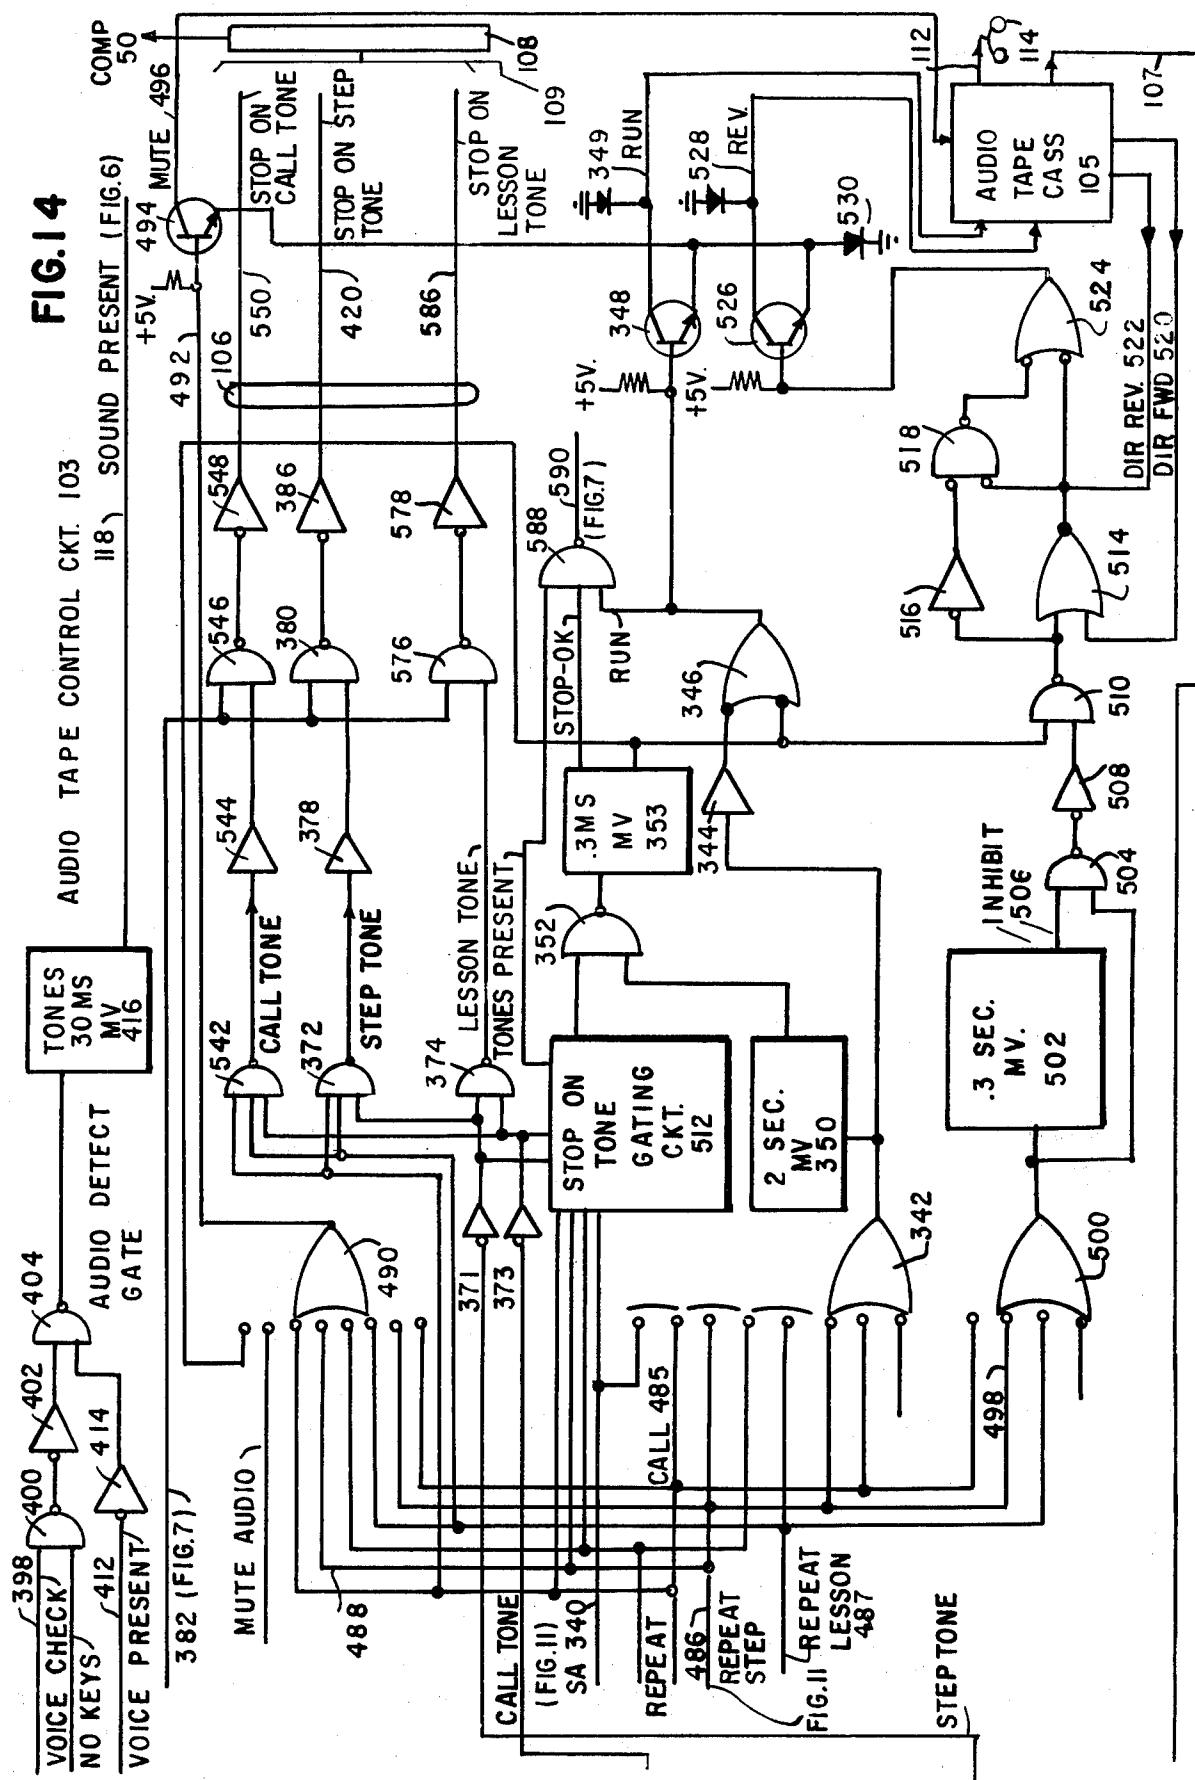 FIG.14
AUDIO TAPE CONTROL CKT. 103
118
SOUND PRESENT (FIG.6)
398
VOICE CHECK
NO KEYS
412
VOICE PRESENT
382 (FIG.7)
400
402
404
414
AUDIO DETECT
GATE
TONES
30 MS
MV
416
MUTE AUDIO
488
490
492
+5V.
494
MUTE 496
COMP
50
108
109
106
542
CALL TONE
544
546
548
550
STOP ON
CALL TONE
372
STEP TONE
378
380
386
420
STOP ON STEP
TONE
374
LESSON TONE
TONES PRESENT
576
578
586
STOP ON
LESSON
TONE
371
373
CALL TONE
(FIG.11)
SA 340
STOP ON
TONE
GATING
CKT.
512
352
.3MS
MV
353
STOP-OK
RUN
588
590
(FIG.7)
2 SEC.
MV
350
344
346
+5V.
+5V.
348
349
RUN
526
528
REV.
530
112
114
107
AUDIO
TAPE
CASS
105
REPEAT
CALL 485
486
REPEAT
STEP
FIG.11
REPEAT
LESSON
487
STEP TONE
342
498
500
.3 SEC.
MV.
502
INHIBIT
506
504
508
510
514
516
518
524
DIR REV. 522
DIR FWD 520